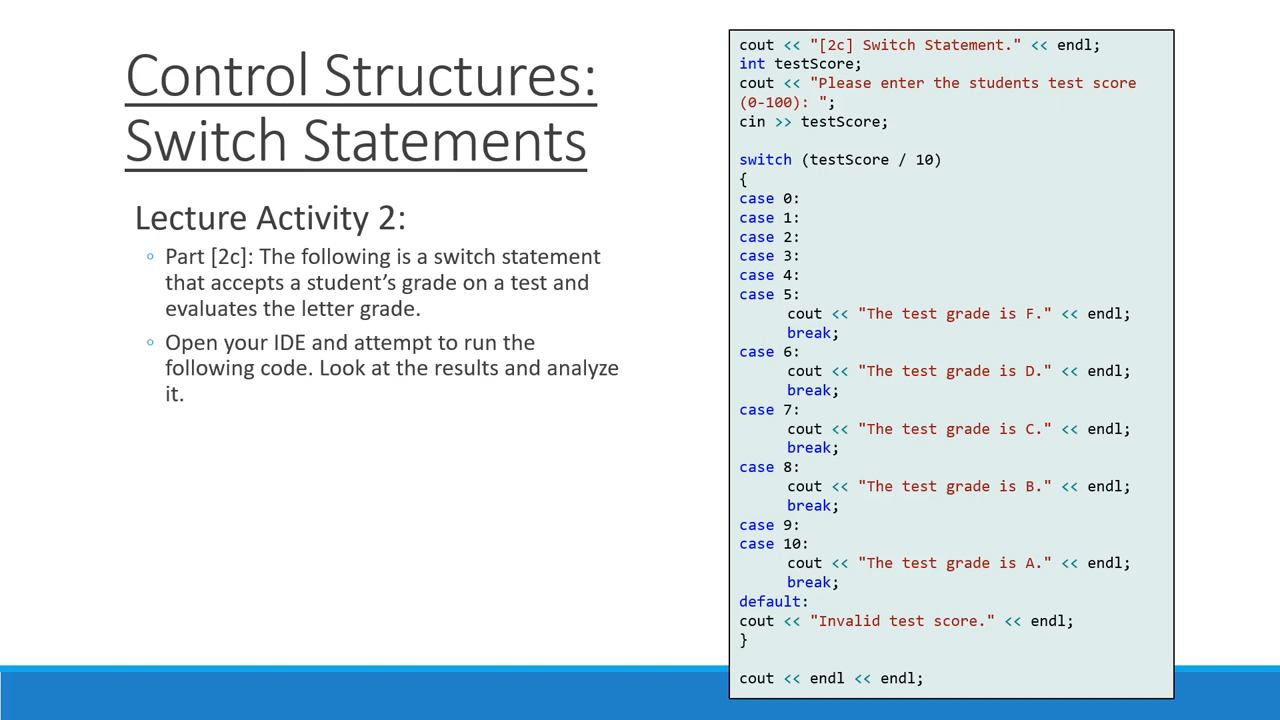 Control Structures:
Switch Statements
Lecture Activity 2:
◦ Part [2c]: The following is a switch statement
that accepts a student’s grade on a test and
evaluates the letter grade.
◦ Open your IDE and attempt to run the
following code. Look at the results and analyze
it.
cout << "[2c] Switch Statement." << endl;
int testScore;
cout << "Please enter the students test score
(0-100): ";
cin >> testScore;
switch (testScore / 10)
{
case 0:
case 1:
case 2:
case 3:
case 4:
case 5:
cout << "The test grade is F." << endl;
break;
case 6:
cout << "The test grade is D." << endl;
break;
case 7:
cout << "The test grade is C." << endl;
break;
case 8:
cout << "The test grade is B." << endl;
break;
case 9:
case 10:
cout << "The test grade is A." << endl;
break;
default:
cout << "Invalid test score." << endl;
}
cout << endl << endl;